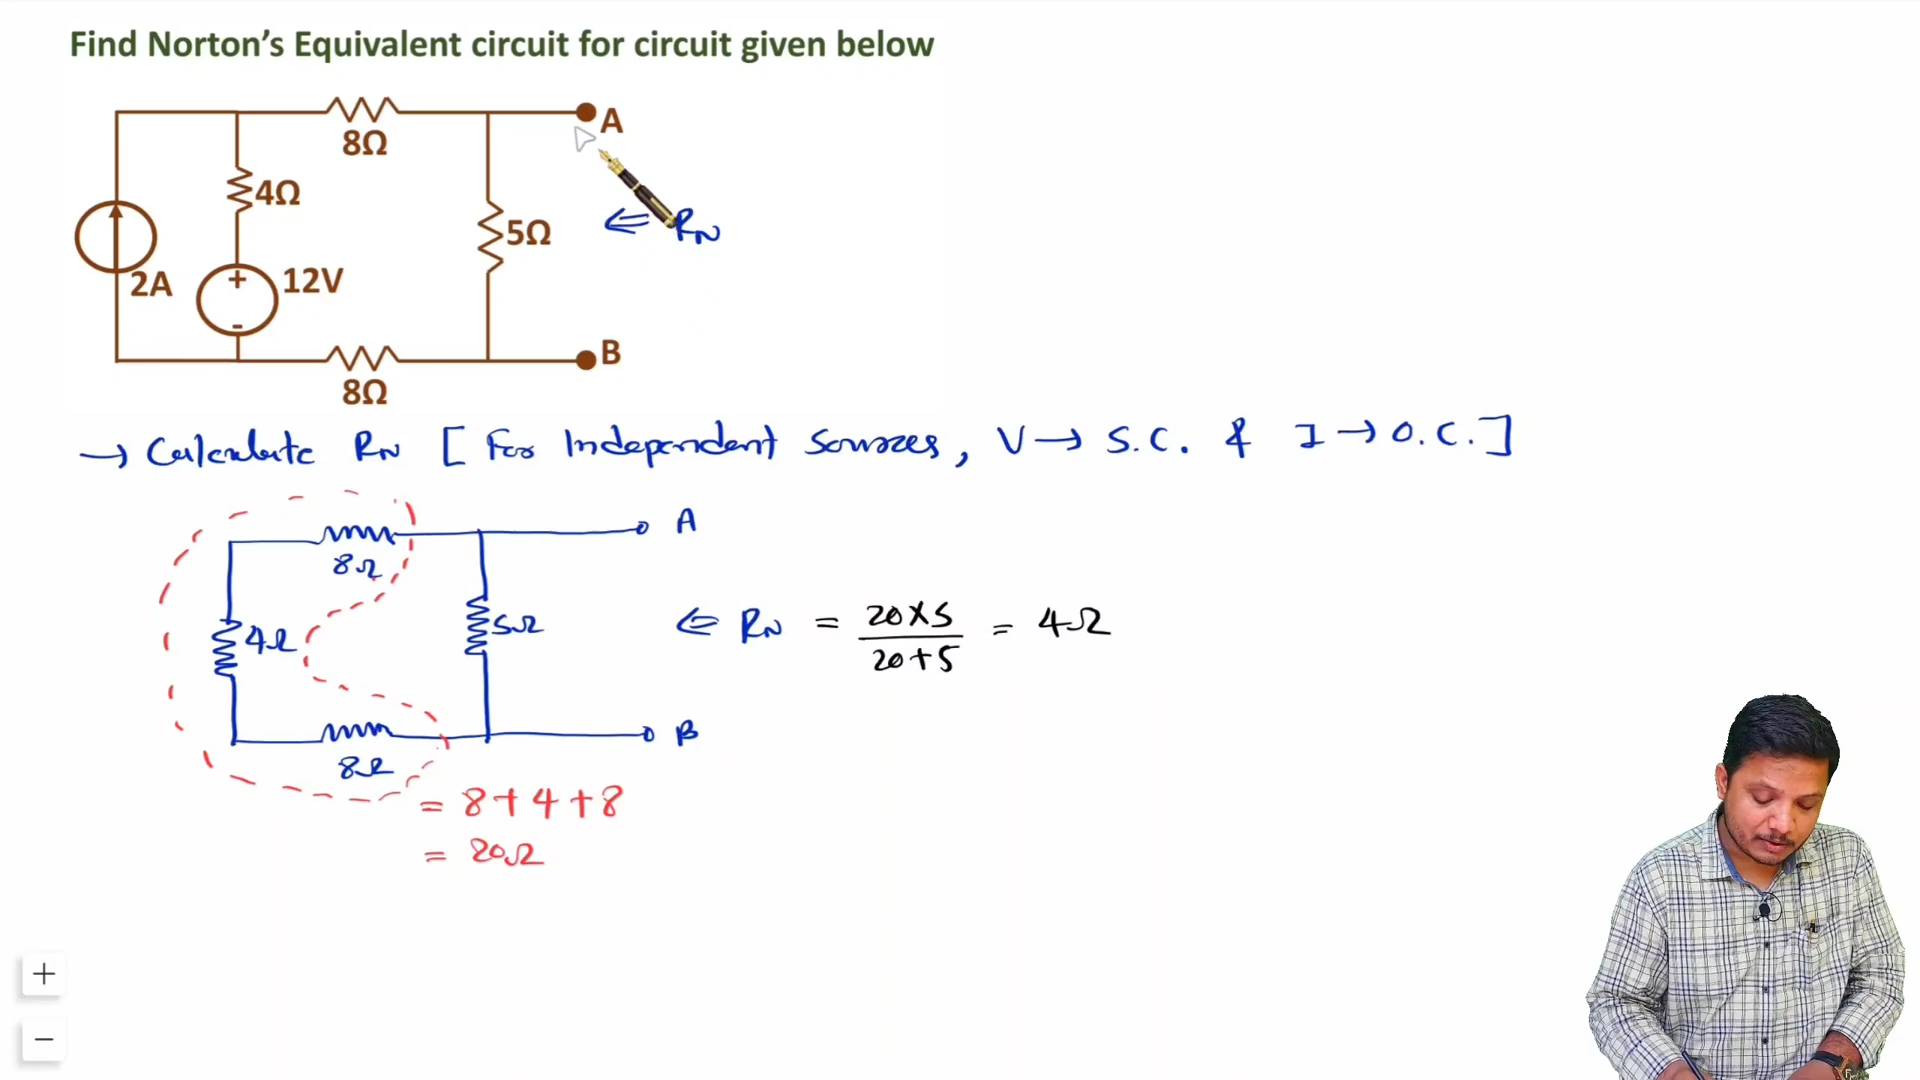 Find Norton's Equivalent circuit for circuit given below
8Ω
A
4Ω
5Ω
⇐ RN
2A
+
12V
-
B
8Ω
→ Calculate RN [ For Independent Sources, V → S.C. & I → O.C. ]
A
8Ω
4Ω
5Ω
⇐ RN = 20×5 / 20+5 = 4Ω
B
8Ω
= 8+4+8
= 20Ω
+
−